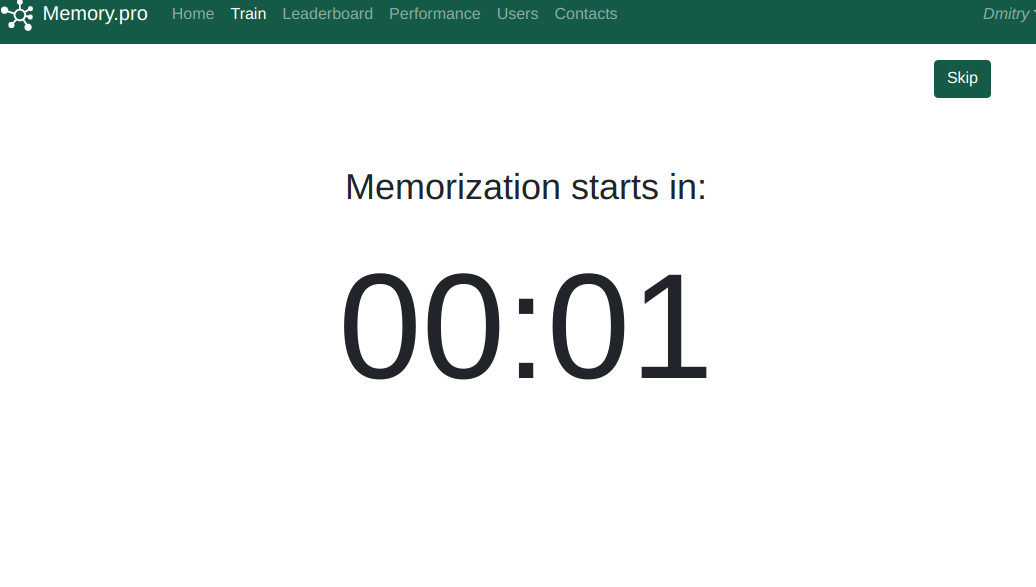 Memory.pro Home Train Leaderboard Performance Users Contacts Dmitry
Skip
Memorization starts in:
00:01